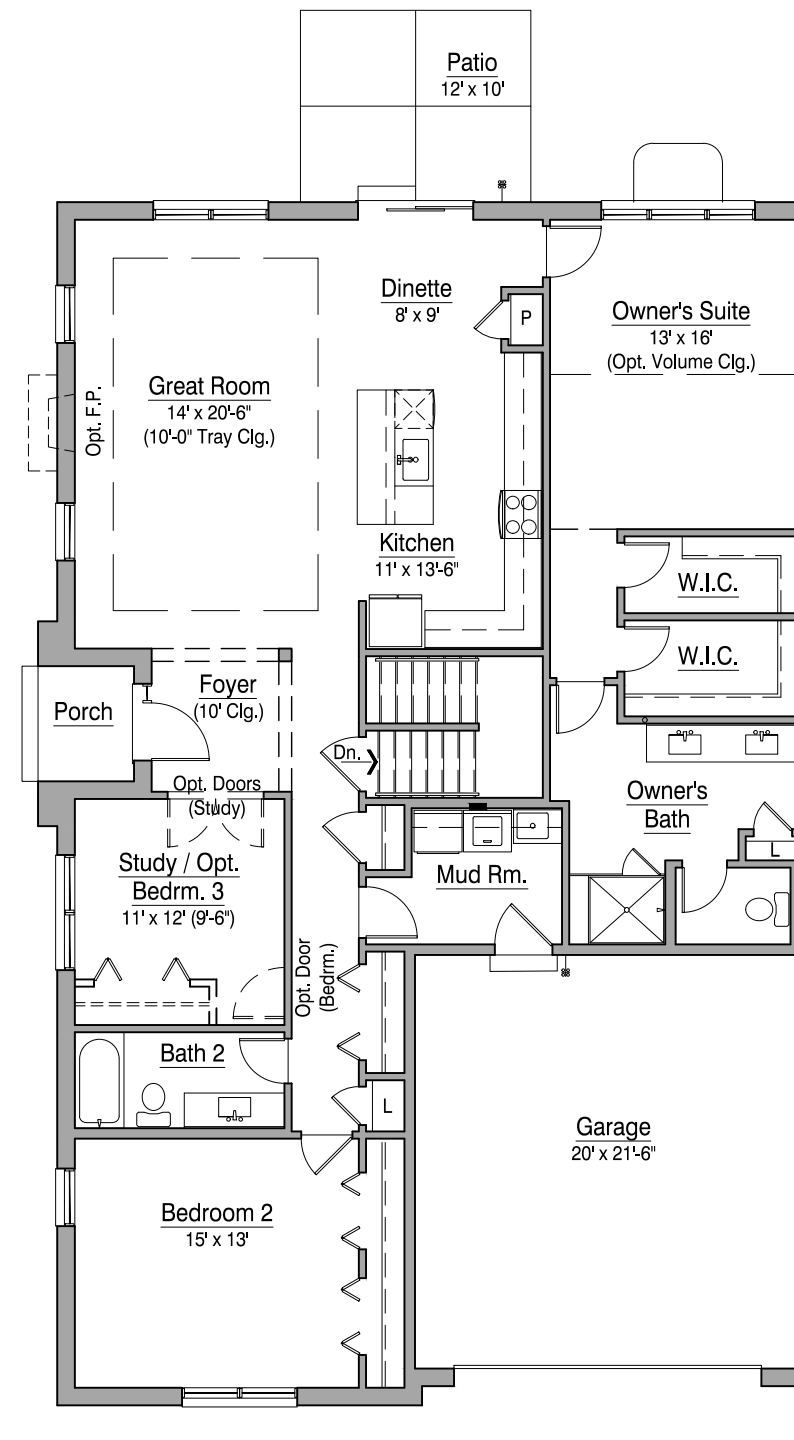 Patio
12' x 10'
Dinette
8' x 9'
P
Owner's Suite
13' x 16'
(Opt. Volume Clg.)
Great Room
14' x 20'-6"
(10'-0" Tray Clg.)
Opt. F.P.
Kitchen
11' x 13'-6"
W.I.C.
W.I.C.
Foyer
(10' Clg.)
Porch
Dn.
Opt. Doors
(Study)
Owner's
Bath
L
Study / Opt.
Bedrm. 3
11' x 12' (9'-6")
Mud Rm.
Opt. Door
(Bedrm.)
Bath 2
L
Garage
20' x 21'-6"
Bedroom 2
15' x 13'